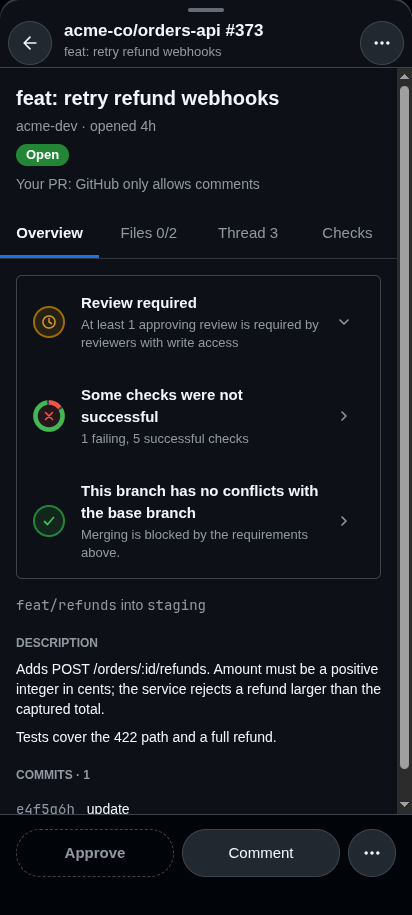 acme-co/orders-api #373
feat: retry refund webhooks
feat: retry refund webhooks
acme-dev · opened 4h
Open
Your PR: GitHub only allows comments
Overview
Files 0/2
Thread 3
Checks
Review required
At least 1 approving review is required by
reviewers with write access
Some checks were not
successful
1 failing, 5 successful checks
This branch has no conflicts with
the base branch
Merging is blocked by the requirements
above.
feat/refunds into staging
DESCRIPTION
Adds POST /orders/:id/refunds. Amount must be a positive
integer in cents; the service rejects a refund larger than the
captured total.
Tests cover the 422 path and a full refund.
COMMITS · 1
update
Approve
Comment